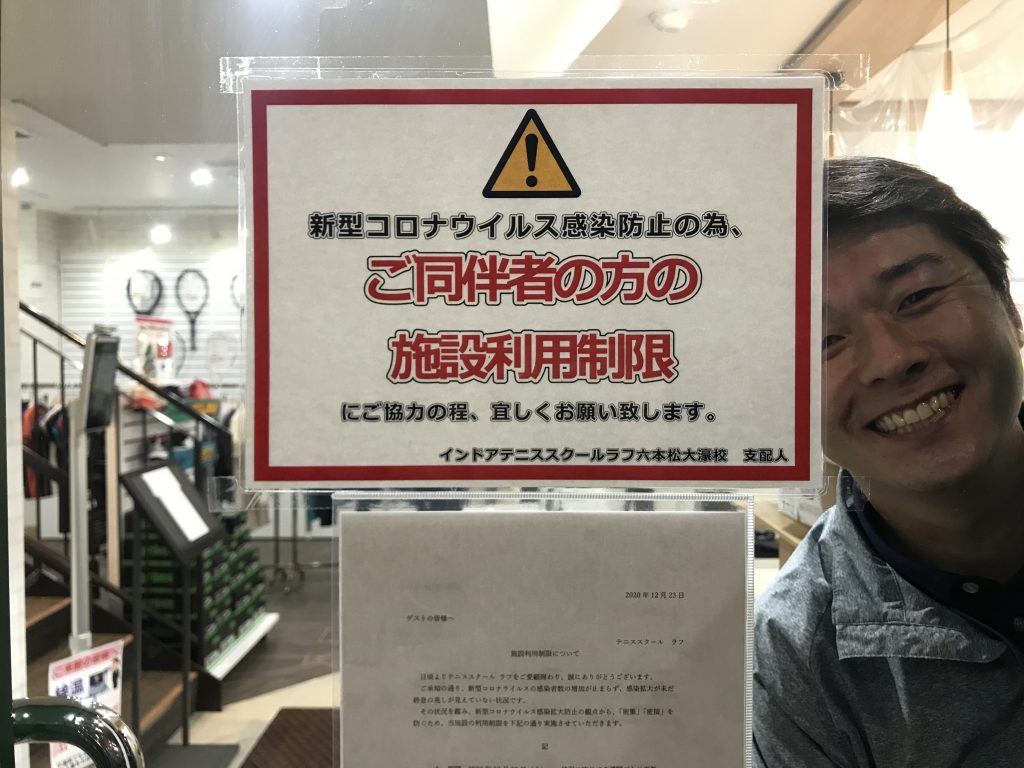 新型コロナウイルス感染防止の為、
ご同伴者の方の
施設利用制限
にご協力の程、宜しくお願い致します。
インドアテニススクールラフ六本松大濠校　支配人
2020年12月23日
ゲストの皆様へ
テニススクール　ラフ
施設利用制限について
日頃よりテニススクール ラフをご愛顧賜わり、誠にありがとうございます。
ご承知の通り、新型コロナウイルスの感染者数の増加が止まらず、感染拡大が未だ
終息の兆しが見えていない状況です。
その状況を鑑み、新型コロナウイルス感染拡大防止の観点から、「密集」「密接」を
防ぐため、当施設の利用制限を下記の通り実施させていただきます。
記